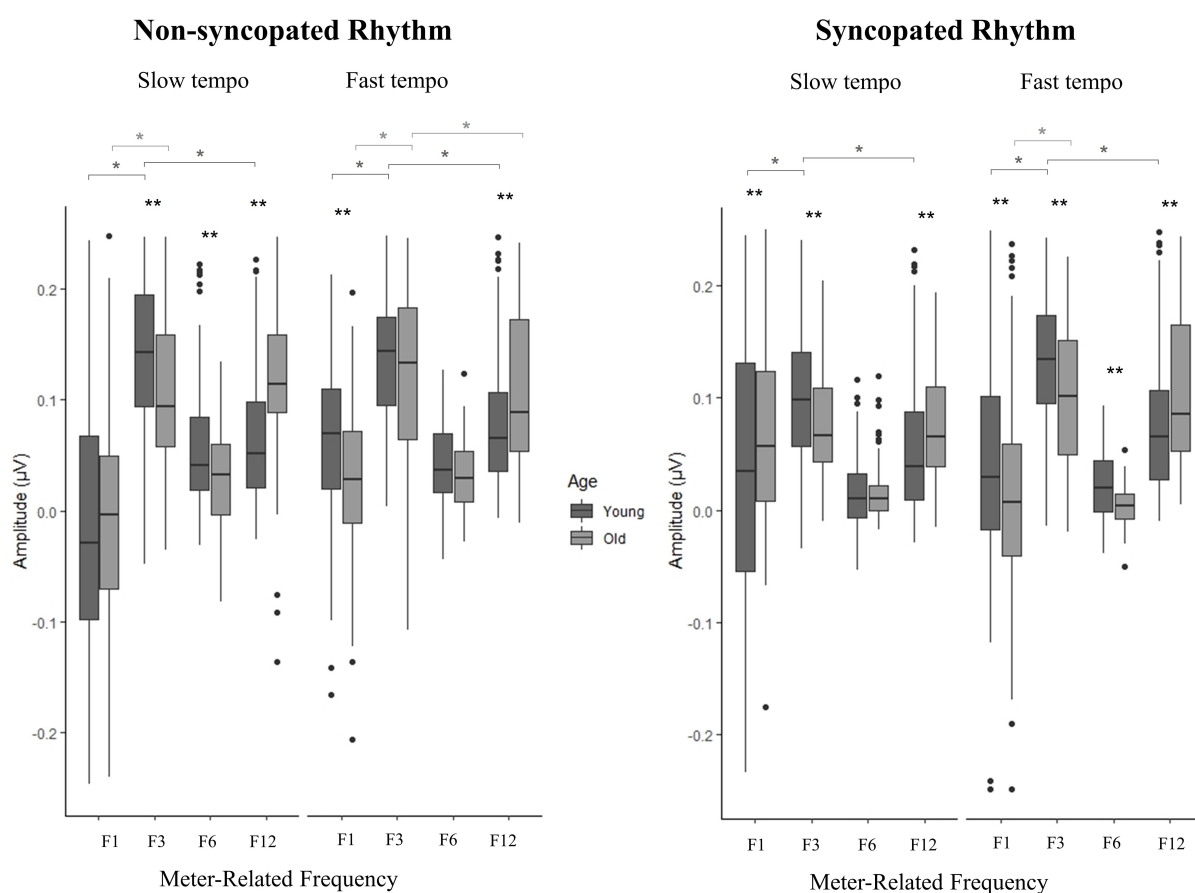 Non-syncopated Rhythm
Slow tempo
Fast tempo
* * * * * *
* *
** ** ** ** **
0.2
0.1
0.0
-0.1
-0.2
Amplitude (µV)
F1 F3 F6 F12 F1 F3 F6 F12
Meter-Related Frequency
Age
Young
Old
Syncopated Rhythm
Slow tempo
Fast tempo
* * * * *
** ** ** ** ** ** **
0.2
0.1
0.0
-0.1
-0.2
Amplitude (µV)
F1 F3 F6 F12 F1 F3 F6 F12
Meter-Related Frequency